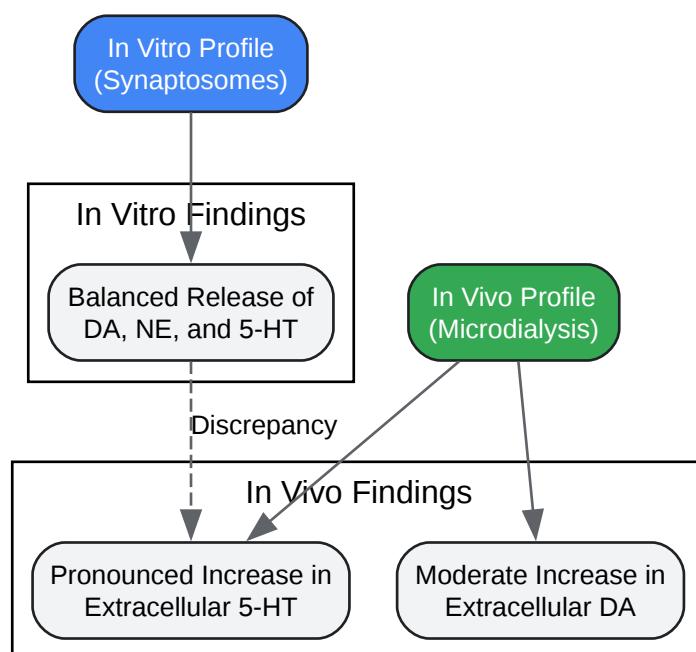 In Vitro Profile
(Synaptosomes)
In Vitro Findings
Balanced Release of
DA, NE, and 5-HT
In Vivo Profile
(Microdialysis)
Discrepancy
In Vivo Findings
Pronounced Increase in
Extracellular 5-HT
Moderate Increase in
Extracellular DA